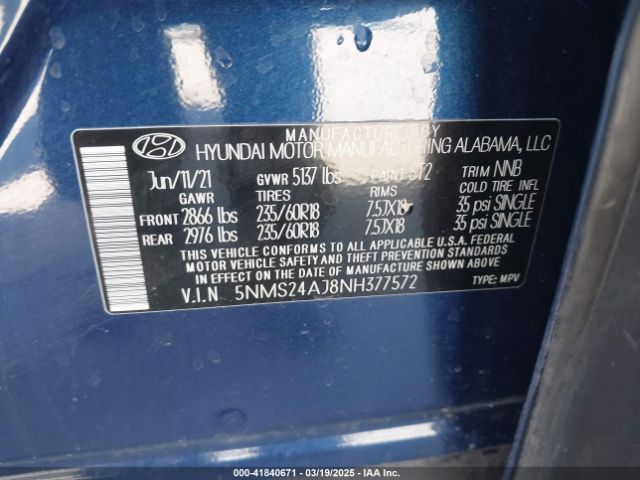 MANUFACTURED BY
HYUNDAI MOTOR MANUFACTURING ALABAMA, LLC
Jun/11/21 GVWR 5137 lbs PAINT ST2 TRIM NNB
GAWR TIRES RIMS COLD TIRE INFL
FRONT 2866 lbs 235/60R18 7.5JX18 35 psi SINGLE
REAR 2976 lbs 235/60R18 7.5JX18 35 psi SINGLE
THIS VEHICLE CONFORMS TO ALL APPLICABLE U.S.A. FEDERAL
MOTOR VEHICLE SAFETY AND THEFT PREVENTION STANDARDS
IN EFFECT ON THE DATE OF MANUFACTURE SHOWN ABOVE.
V.I.N 5NMS24AJ8NH377572 TYPE: MPV
000-41840671 - 03/19/2025 - IAA Inc.